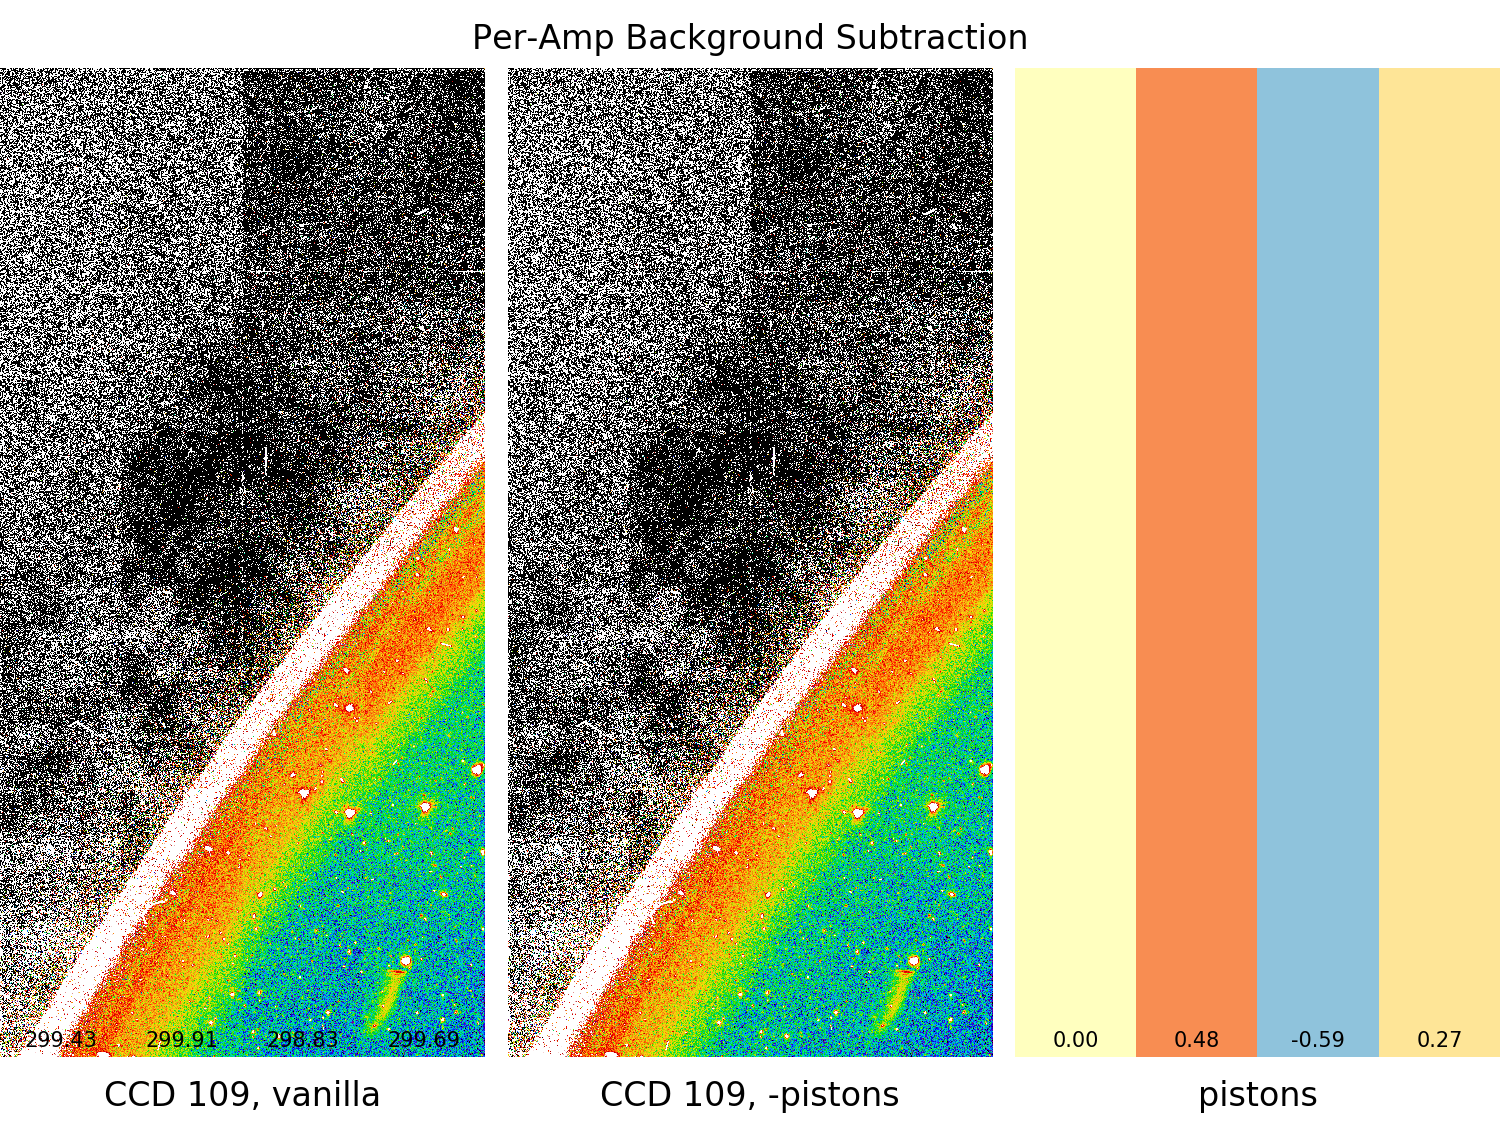 Per-Amp Background Subtraction
299.43 299.91 298.83 299.69
0.00 0.48 -0.59 0.27
CCD 109, vanilla
CCD 109, -pistons
pistons